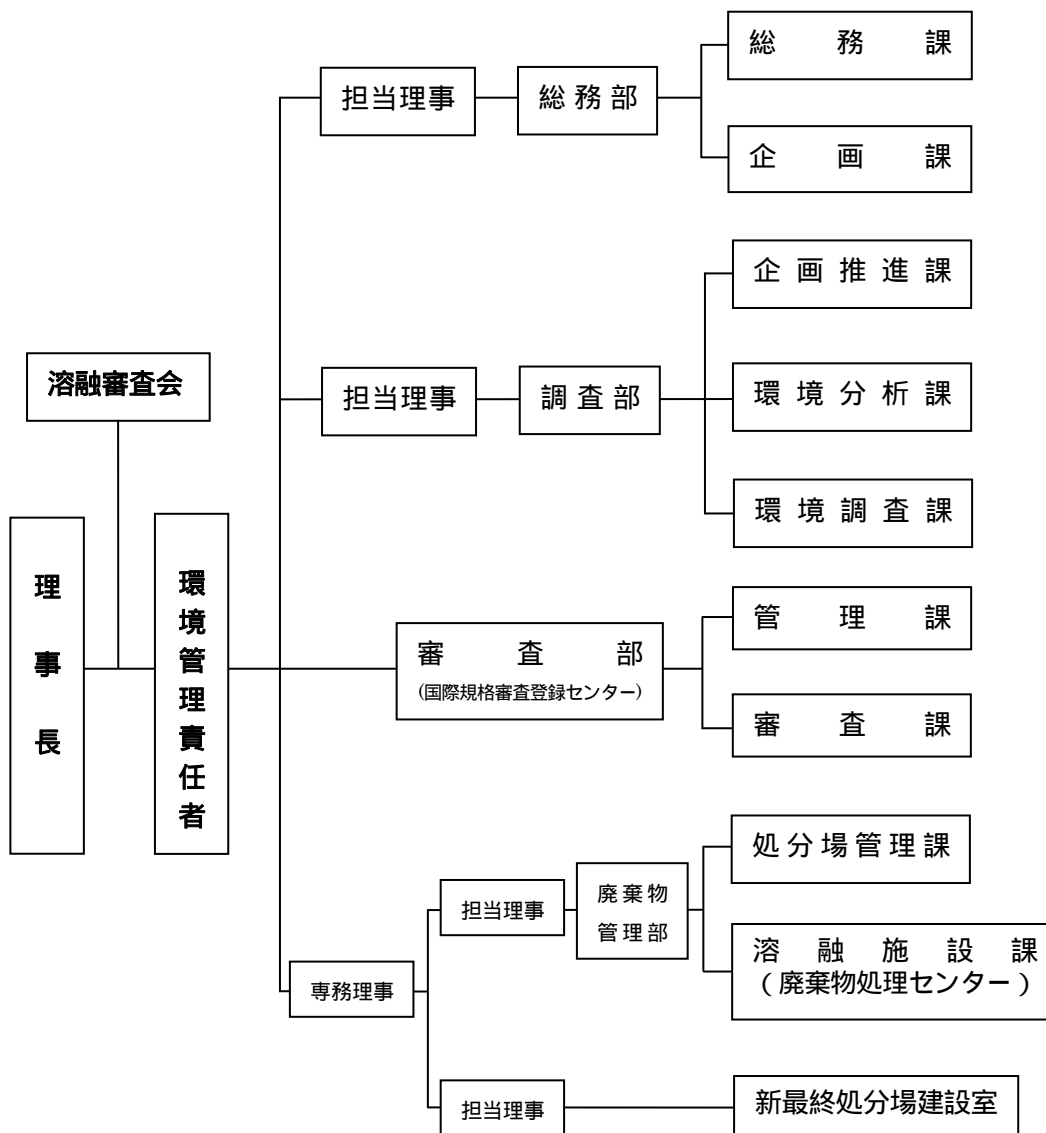 総務課
担当理事
総務部
企画課
企画推進課
溶融審査会
担当理事
調査部
環境分析課
環境調査課
理事長
環境管理責任者
管理課
審査部
(国際規格審査登録センター)
審査課
処分場管理課
担当理事
廃棄物
管理部
溶融施設課
(廃棄物処理センター)
専務理事
担当理事
新最終処分場建設室